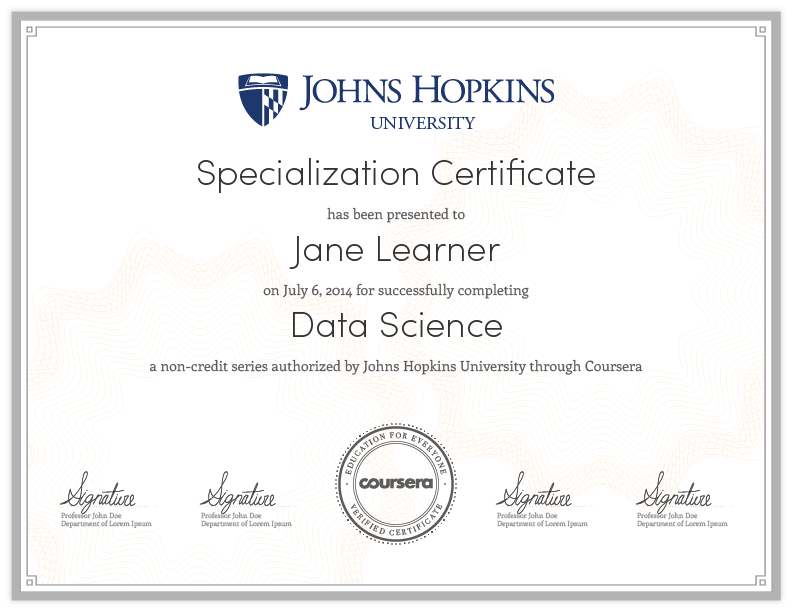 JOHNS HOPKINS
UNIVERSITY
Specialization Certificate
has been presented to
Jane Learner
on July 6, 2014 for successfully completing
Data Science
a non-credit series authorized by Johns Hopkins University through Coursera
EDUCATION FOR EVERYONE
coursera
VERIFIED CERTIFICATE
Signature
Professor John Doe
Department of Lorem Ipsum
Signature
Professor John Doe
Department of Lorem Ipsum
Signature
Professor John Doe
Department of Lorem Ipsum
Signature
Professor John Doe
Department of Lorem Ipsum